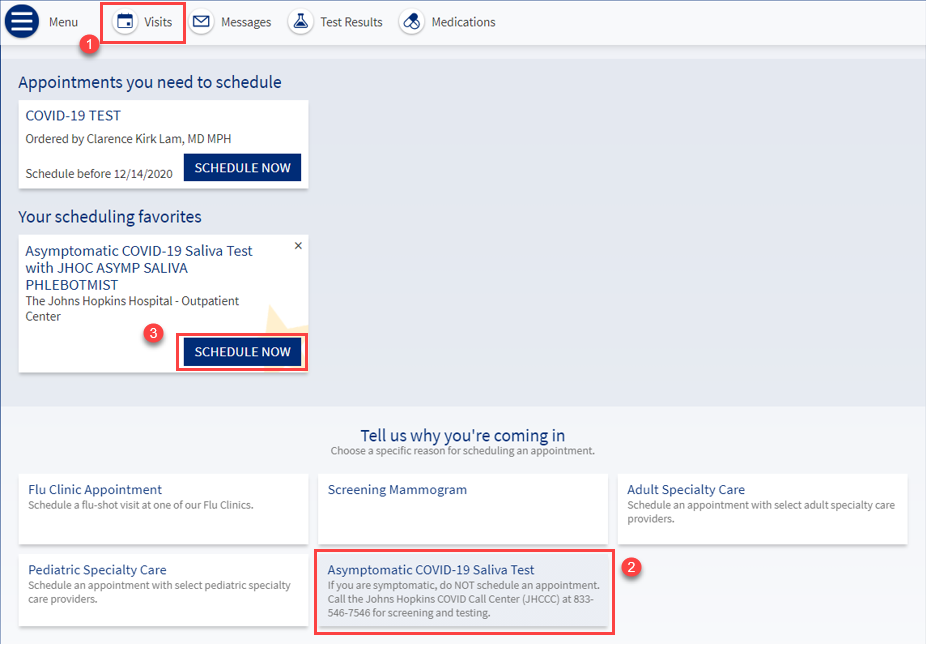 Menu
Visits
Messages
Test Results
Medications
1
Appointments you need to schedule
COVID-19 TEST
Ordered by Clarence Kirk Lam, MD MPH
Schedule before 12/14/2020
SCHEDULE NOW
Your scheduling favorites
Asymptomatic COVID-19 Saliva Test
with JHOC ASYMP SALIVA
PHLEBOTMIST
The Johns Hopkins Hospital - Outpatient
Center
3
SCHEDULE NOW
Tell us why you're coming in
Choose a specific reason for scheduling an appointment.
Flu Clinic Appointment
Schedule a flu-shot visit at one of our Flu Clinics.
Screening Mammogram
Adult Specialty Care
Schedule an appointment with select adult specialty care
providers.
Pediatric Specialty Care
Schedule an appointment with select pediatric specialty
care providers.
Asymptomatic COVID-19 Saliva Test
If you are symptomatic, do NOT schedule an appointment.
Call the Johns Hopkins COVID Call Center (JHCCC) at 833-
546-7546 for screening and testing.
2